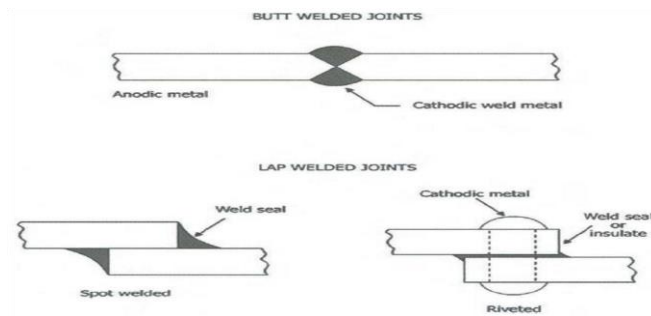 BUTT WELDED JOINTS
Anodic metal
Cathodic weld metal
LAP WELDED JOINTS
Cathodic metal
Weld seal
Weld seal
or
insulate
Spot welded
Riveted